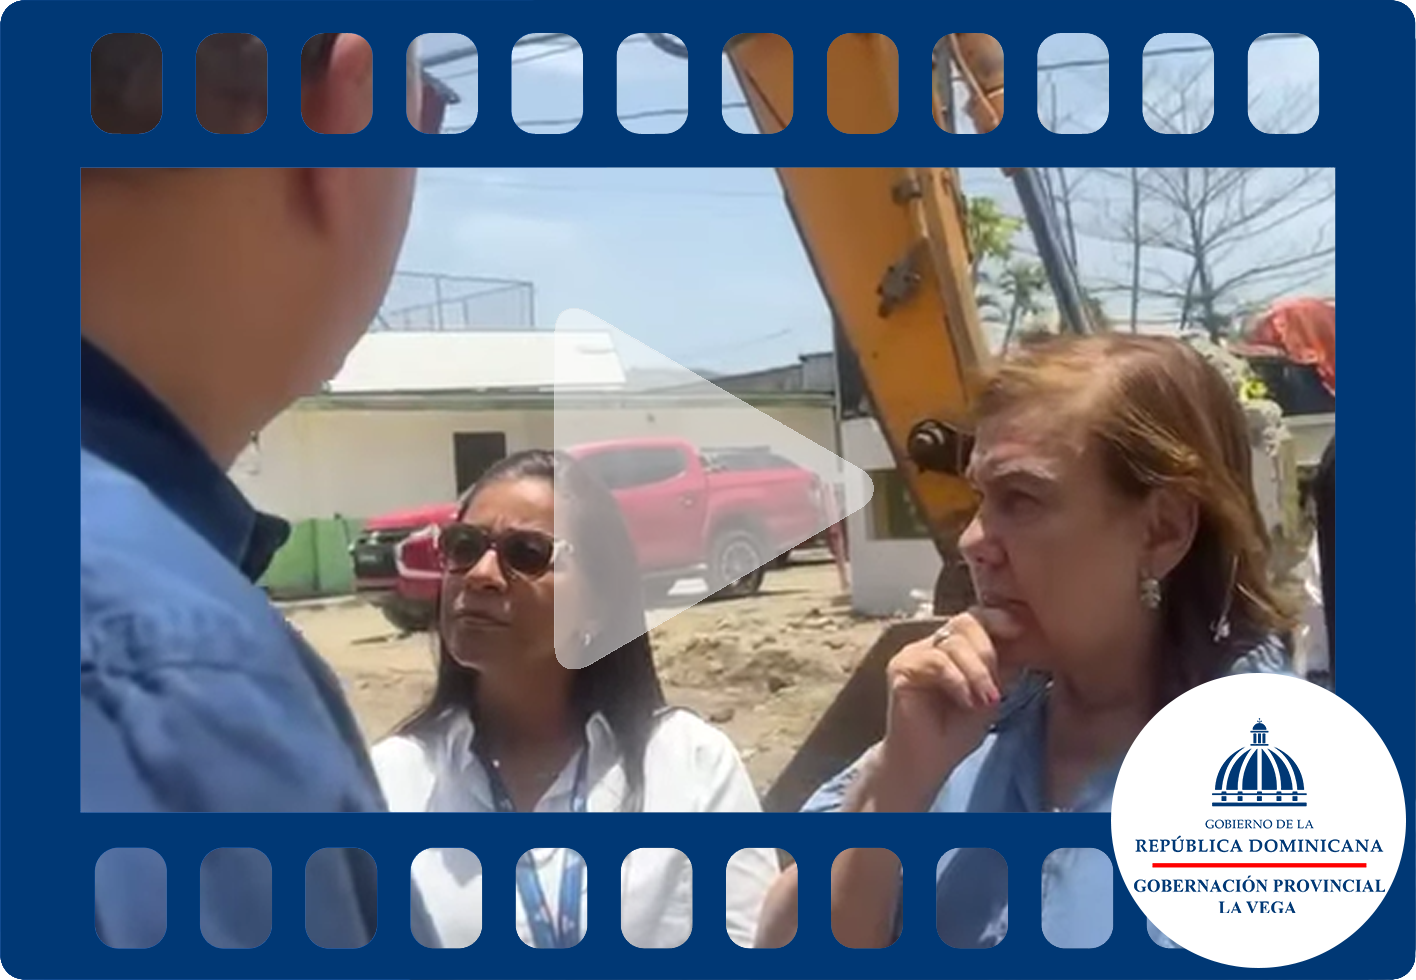 GOBIERNO DE LA
REPÚBLICA DOMINICANA
GOBERNACIÓN PROVINCIAL
LA VEGA